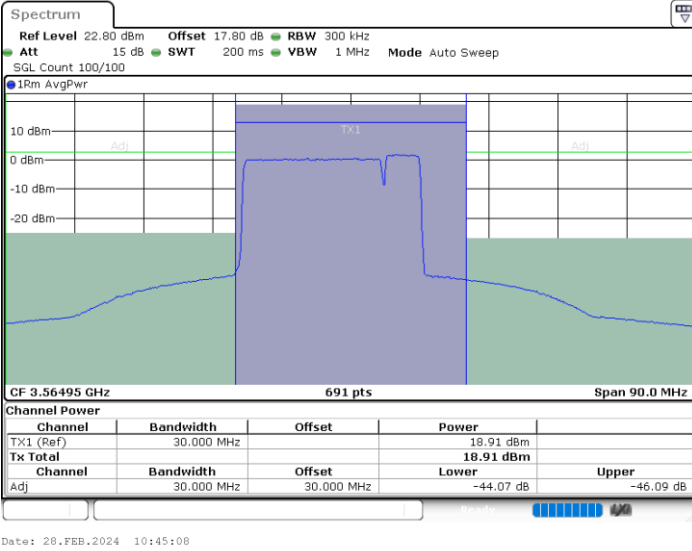 Spectrum
Ref Level 22.80 dBm Offset 17.80 dB RBW 300 kHz
Att 15 dB SWT 200 ms VBW 1 MHz Mode Auto Sweep
SGL Count 100/100
1Rm AvgPwr
10 dBm
TX1
Adj Adj
0 dBm
-10 dBm
-20 dBm
CF 3.56495 GHz 691 pts Span 90.0 MHz
Channel Power
Channel Bandwidth Offset Power
TX1 (Ref) 30.000 MHz 18.91 dBm
Tx Total 18.91 dBm
Channel Bandwidth Offset Lower Upper
Adj 30.000 MHz 30.000 MHz -44.07 dB -46.09 dB
Ready
Date: 28.FEB.2024 10:45:08